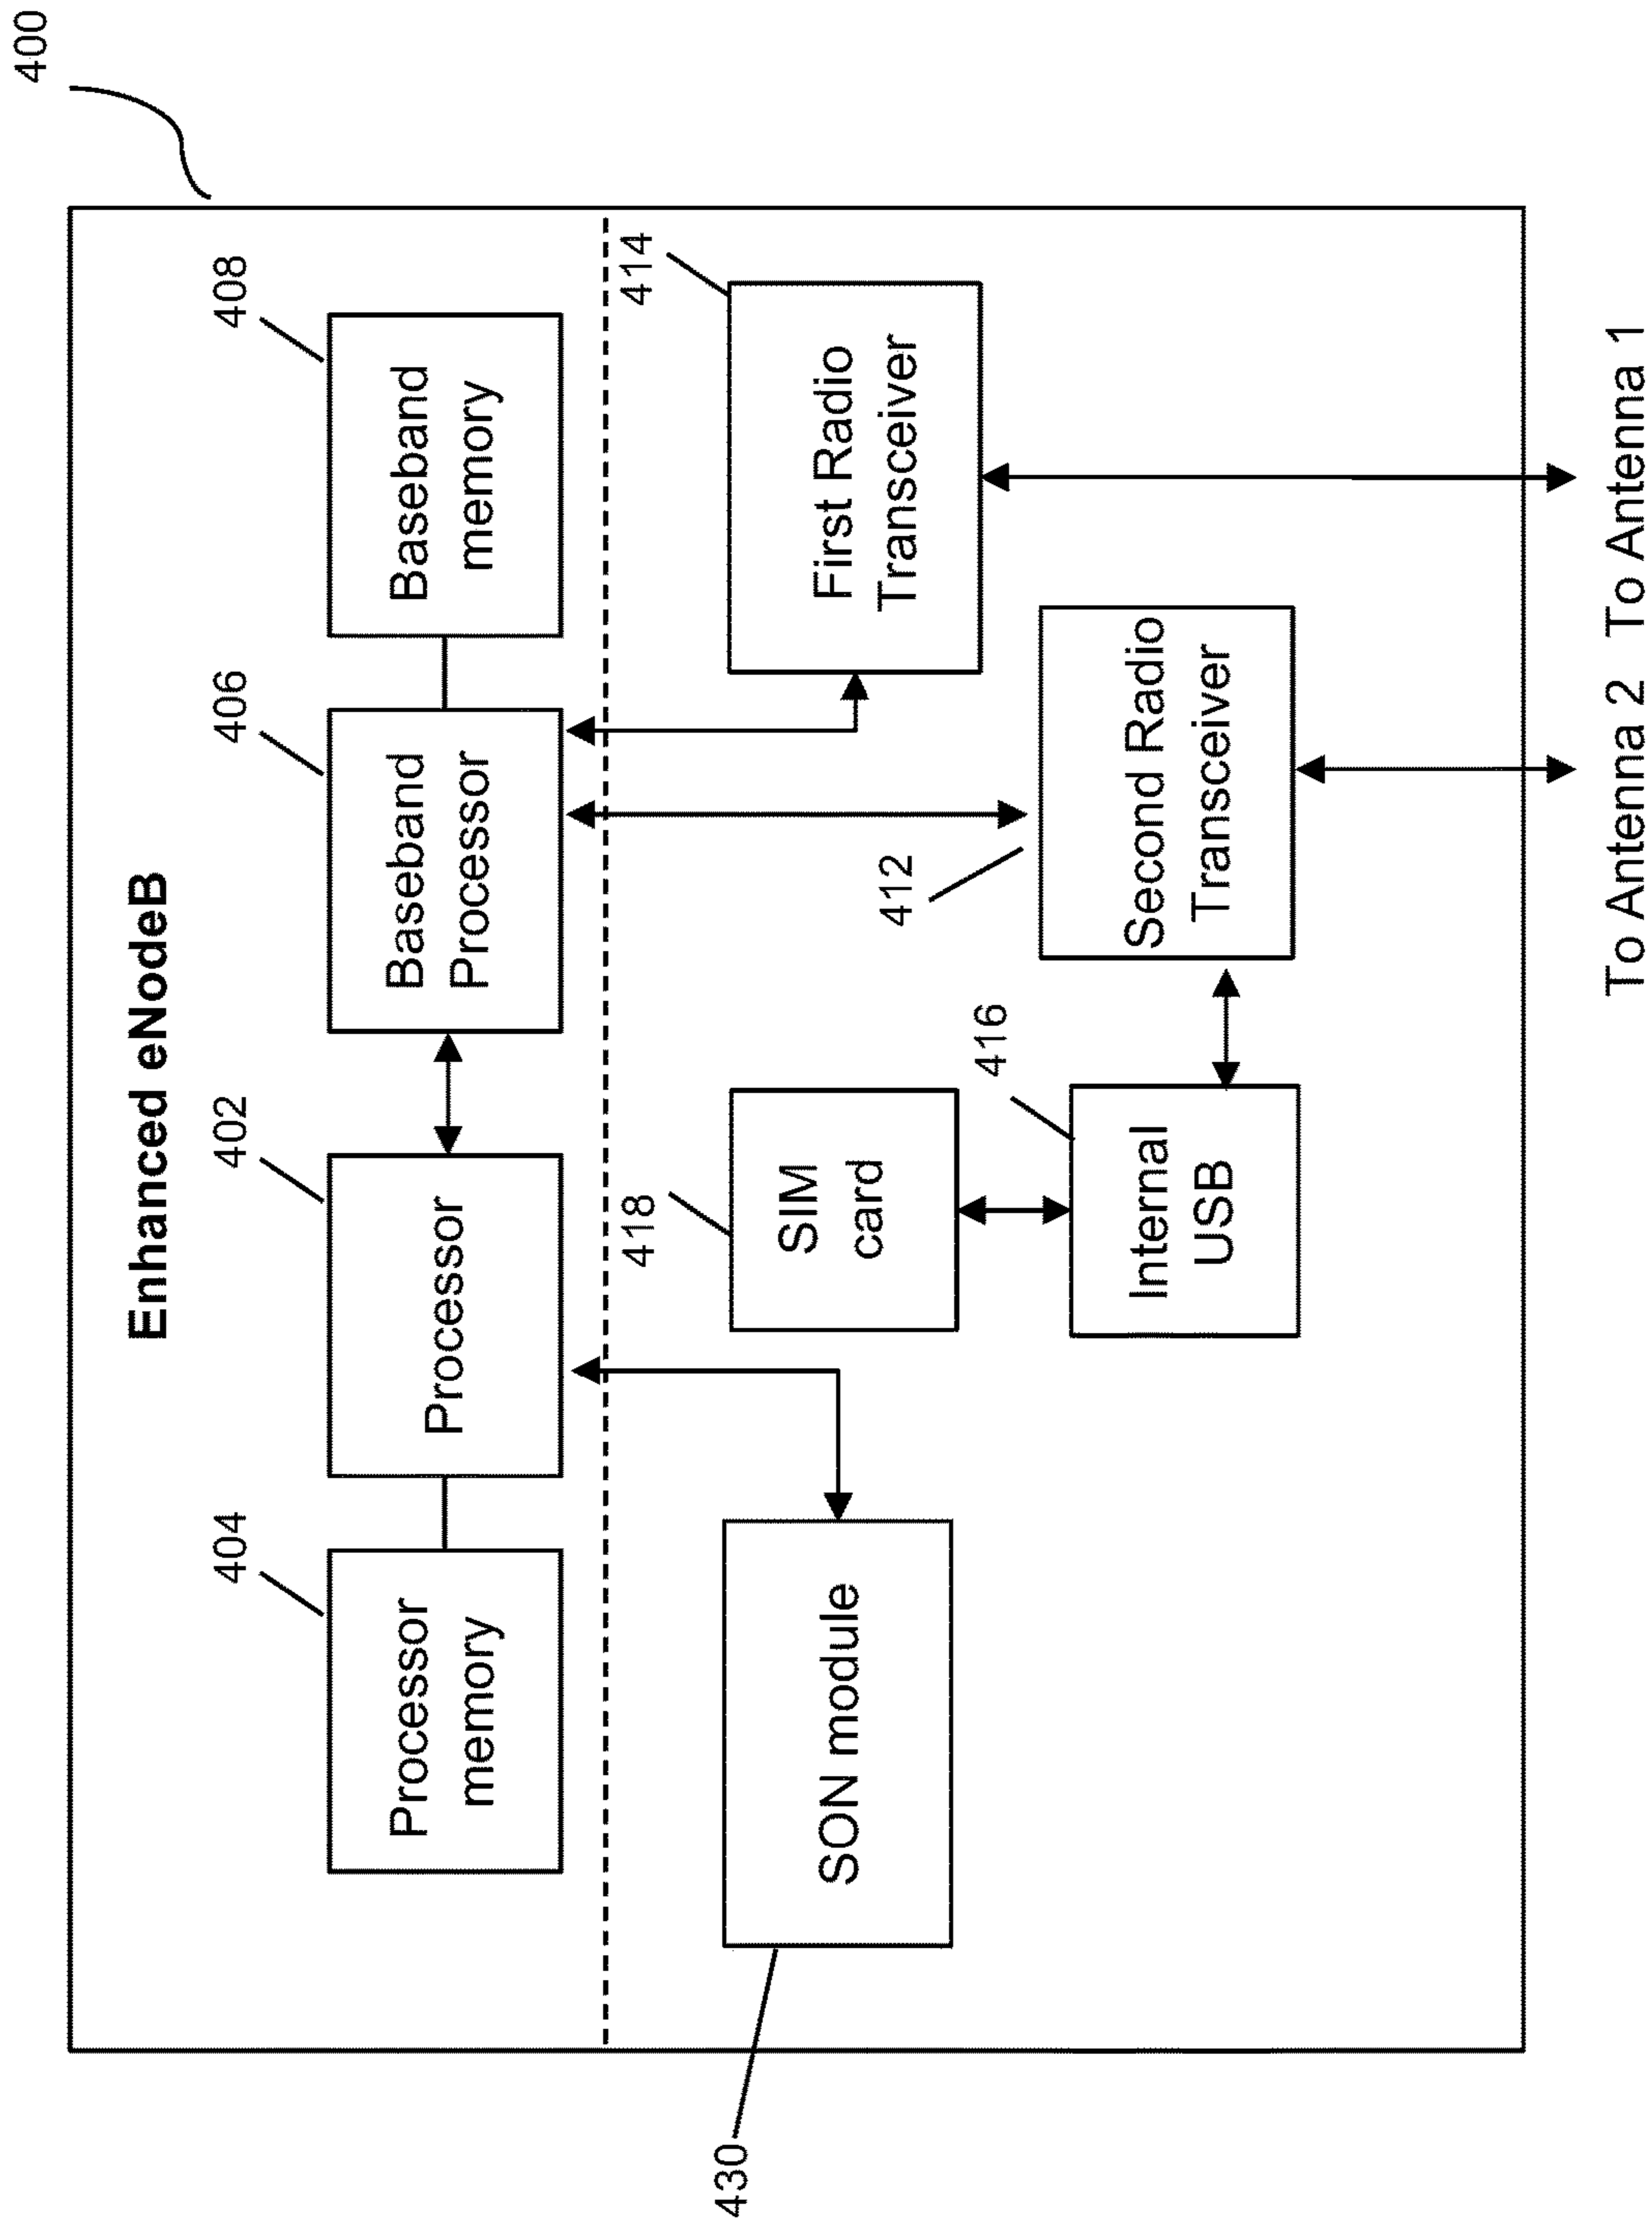 400
Enhanced eNodeB
404
402
406
408
Processor
memory
Processor
Baseband
Processor
Baseband
memory
430
SON module
418
SIM
card
416
Internal
USB
412
Second Radio
Transceiver
414
First Radio
Transceiver
To Antenna 2
To Antenna 1